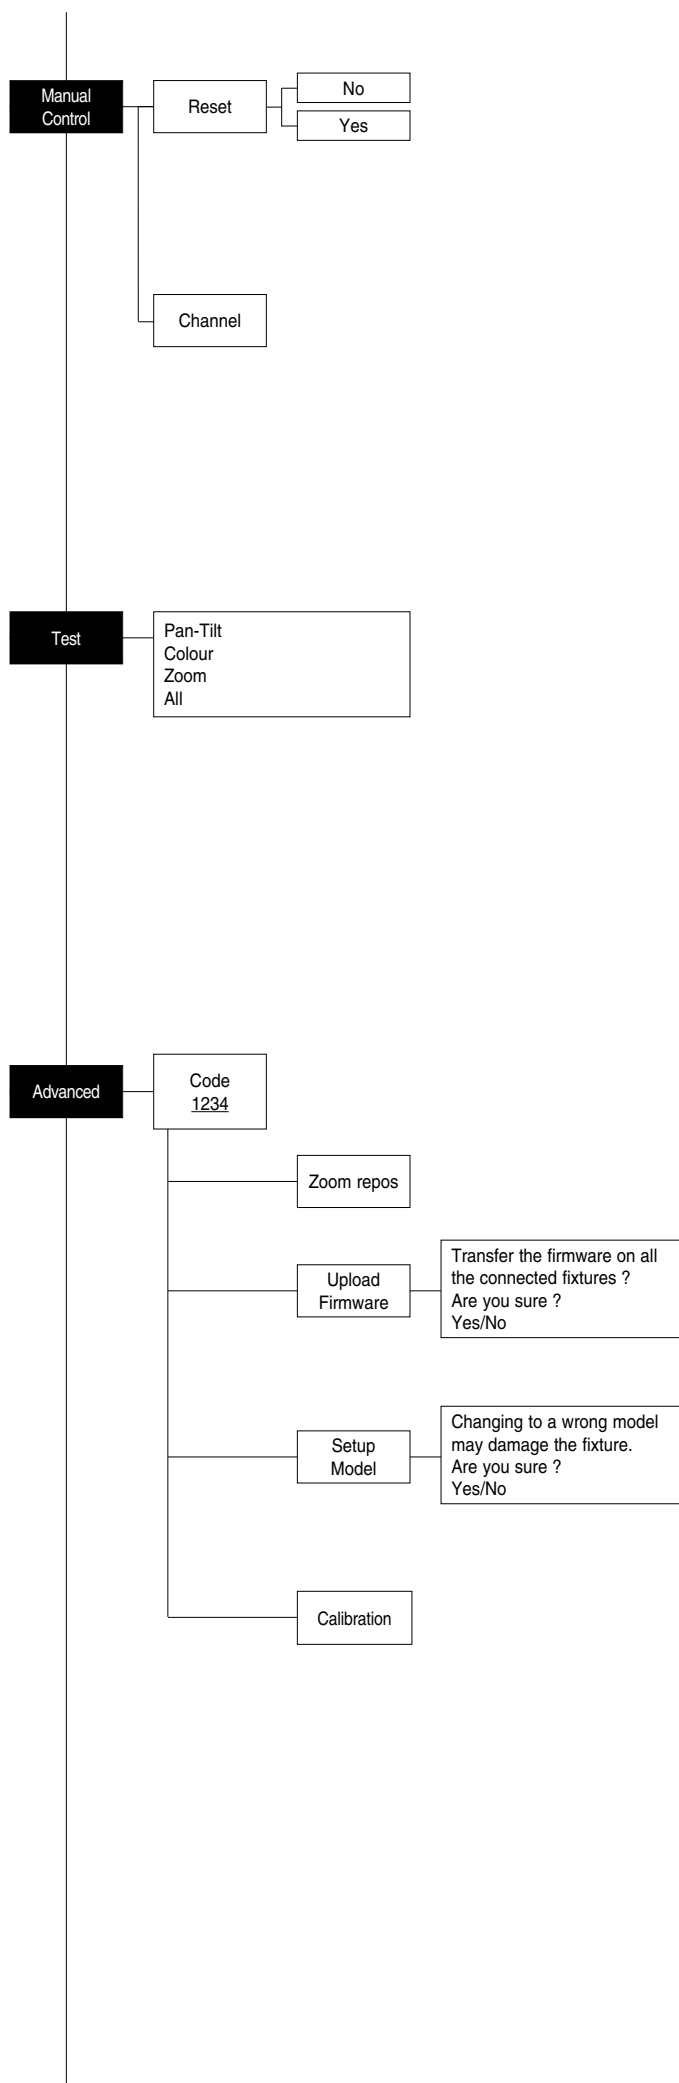 Manual
Control
Reset
No
Yes
Channel
Test
Pan-Tilt
Colour
Zoom
All
Advanced
Code
1234
Zoom repos
Upload
Firmware
Transfer the firmware on all
the connected fixtures ?
Are you sure ?
Yes/No
Setup
Model
Changing to a wrong model
may damage the fixture.
Are you sure ?
Yes/No
Calibration